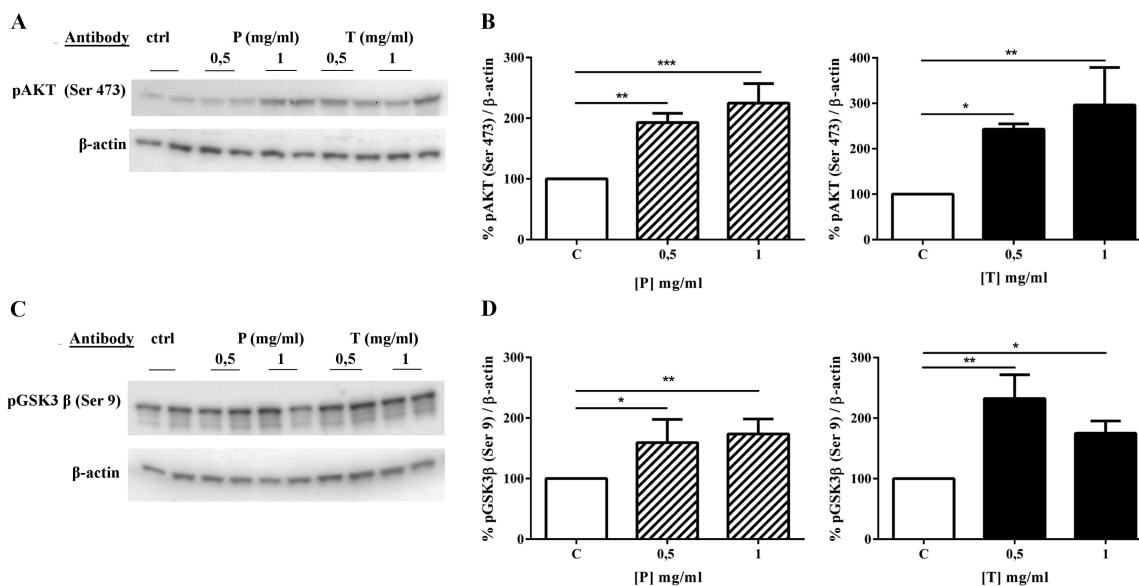 A
Antibody ctrl P (mg/ml) T (mg/ml)
0,5 1 0,5 1
pAKT (Ser 473)
β-actin
B
% pAKT (Ser 473) / β-actin
300
200
100
0
***
**
C 0,5 1
[P] mg/ml
% pAKT (Ser 473) / β-actin
400
300
200
100
0
**
*
C 0,5 1
[T] mg/ml
C
Antibody ctrl P (mg/ml) T (mg/ml)
0,5 1 0,5 1
pGSK3 β (Ser 9)
β-actin
D
% pGSK3β (Ser 9) / β-actin
300
200
100
0
**
*
C 0,5 1
[P] mg/ml
% pGSK3β (Ser 9) / β-actin
300
200
100
0
*
**
C 0,5 1
[T] mg/ml